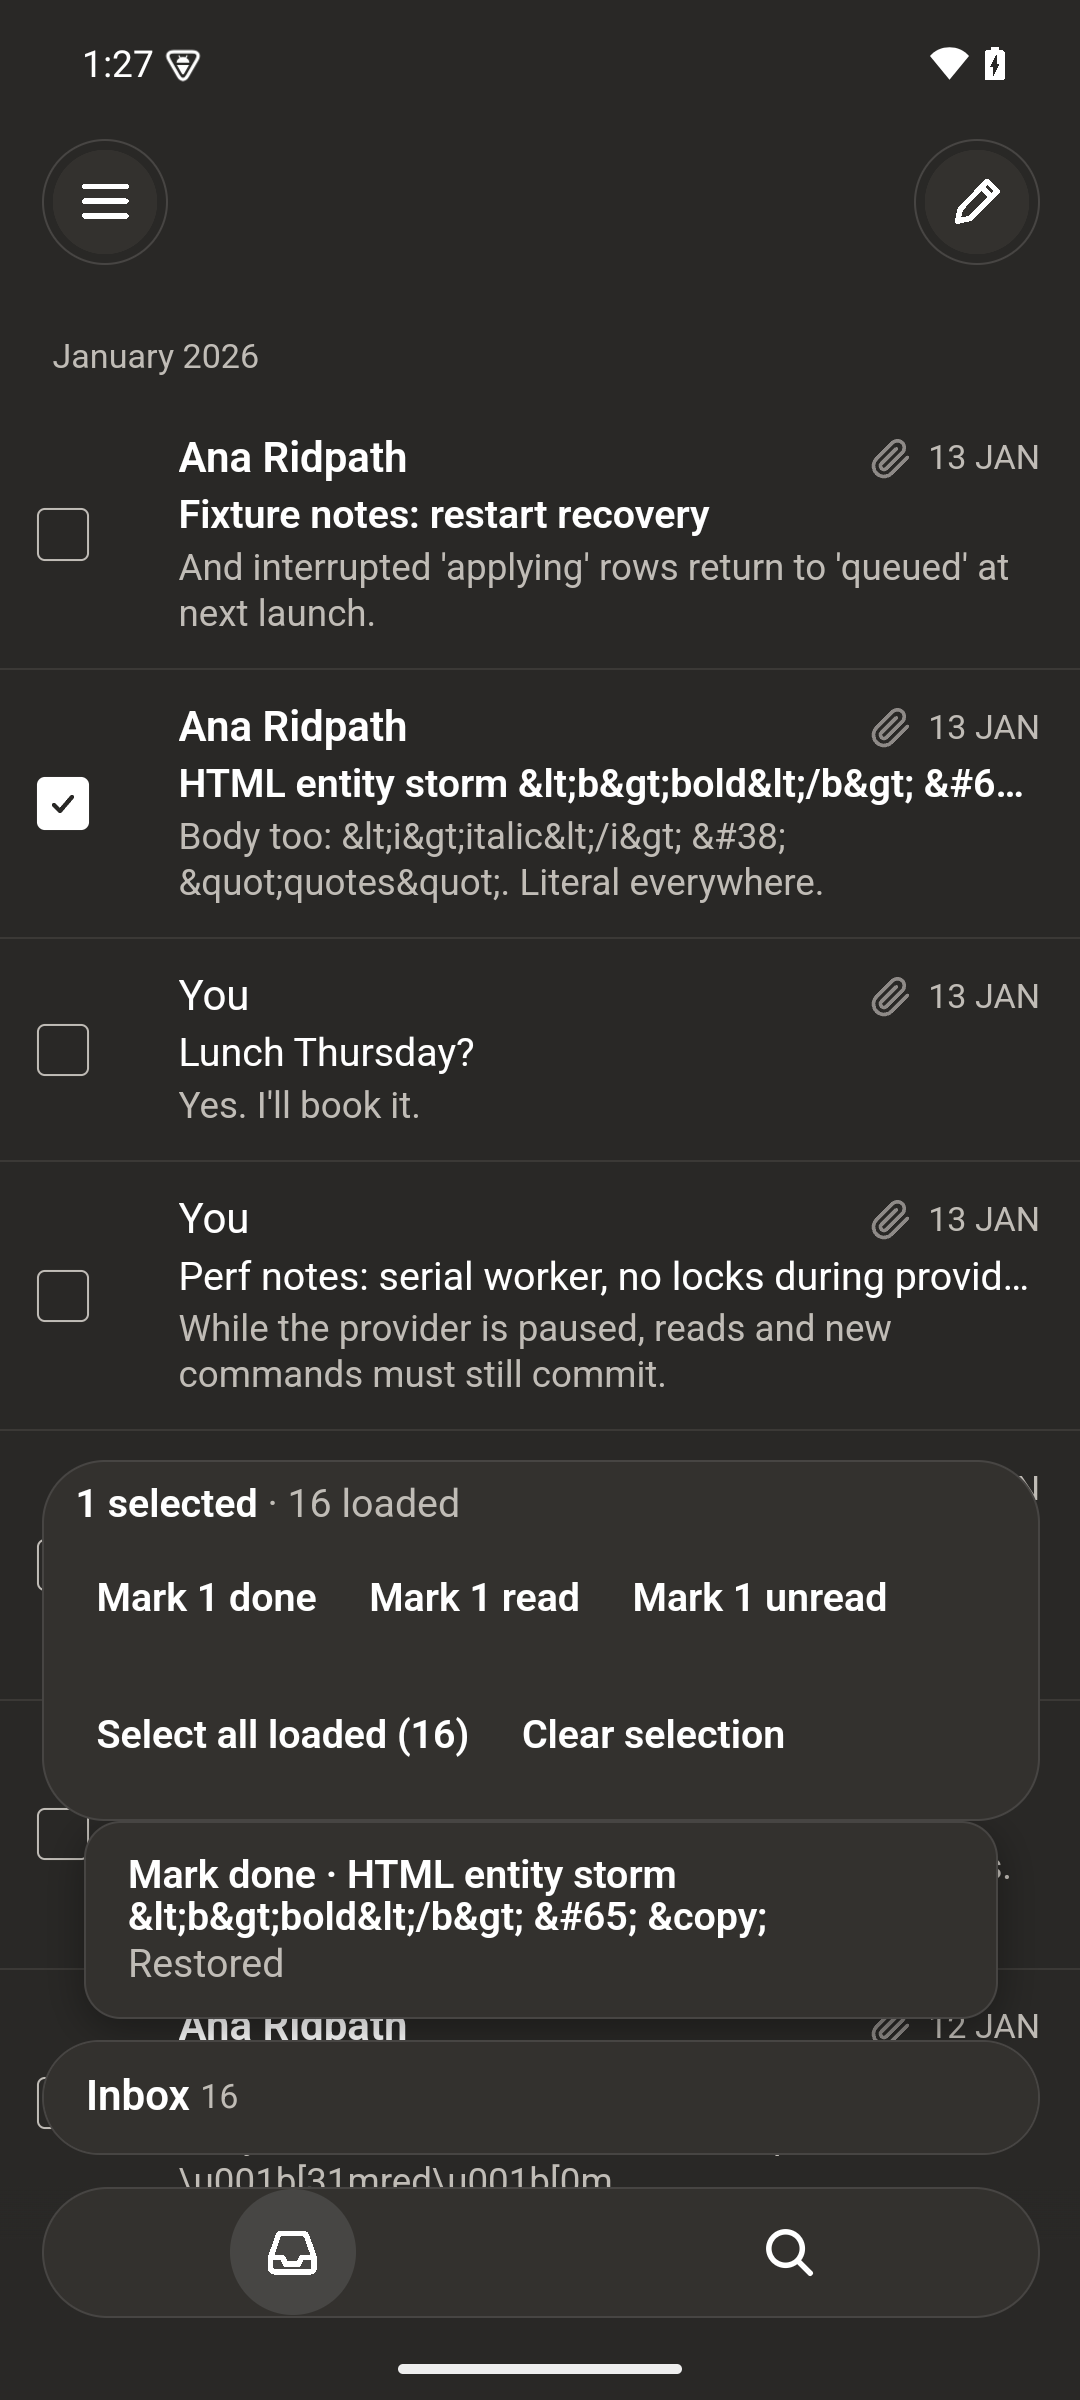 1:27
January 2026
Ana Ridpath
13 JAN
Fixture notes: restart recovery
And interrupted 'applying' rows return to 'queued' at
next launch.
Ana Ridpath
13 JAN
HTML entity storm &lt;b&gt;bold&lt;/b&gt; &#6…
Body too: &lt;i&gt;italic&lt;/i&gt; &#38;
&quot;quotes&quot;. Literal everywhere.
You
13 JAN
Lunch Thursday?
Yes. I'll book it.
You
13 JAN
Perf notes: serial worker, no locks during provid…
While the provider is paused, reads and new
commands must still commit.
1 selected · 16 loaded
Mark 1 done
Mark 1 read
Mark 1 unread
Select all loaded (16)
Clear selection
Mark done · HTML entity storm
&lt;b&gt;bold&lt;/b&gt; &#65; &copy;
Restored
Ana Ridpath
12 JAN
Inbox 16
\u001b[31mred\u001b[0m